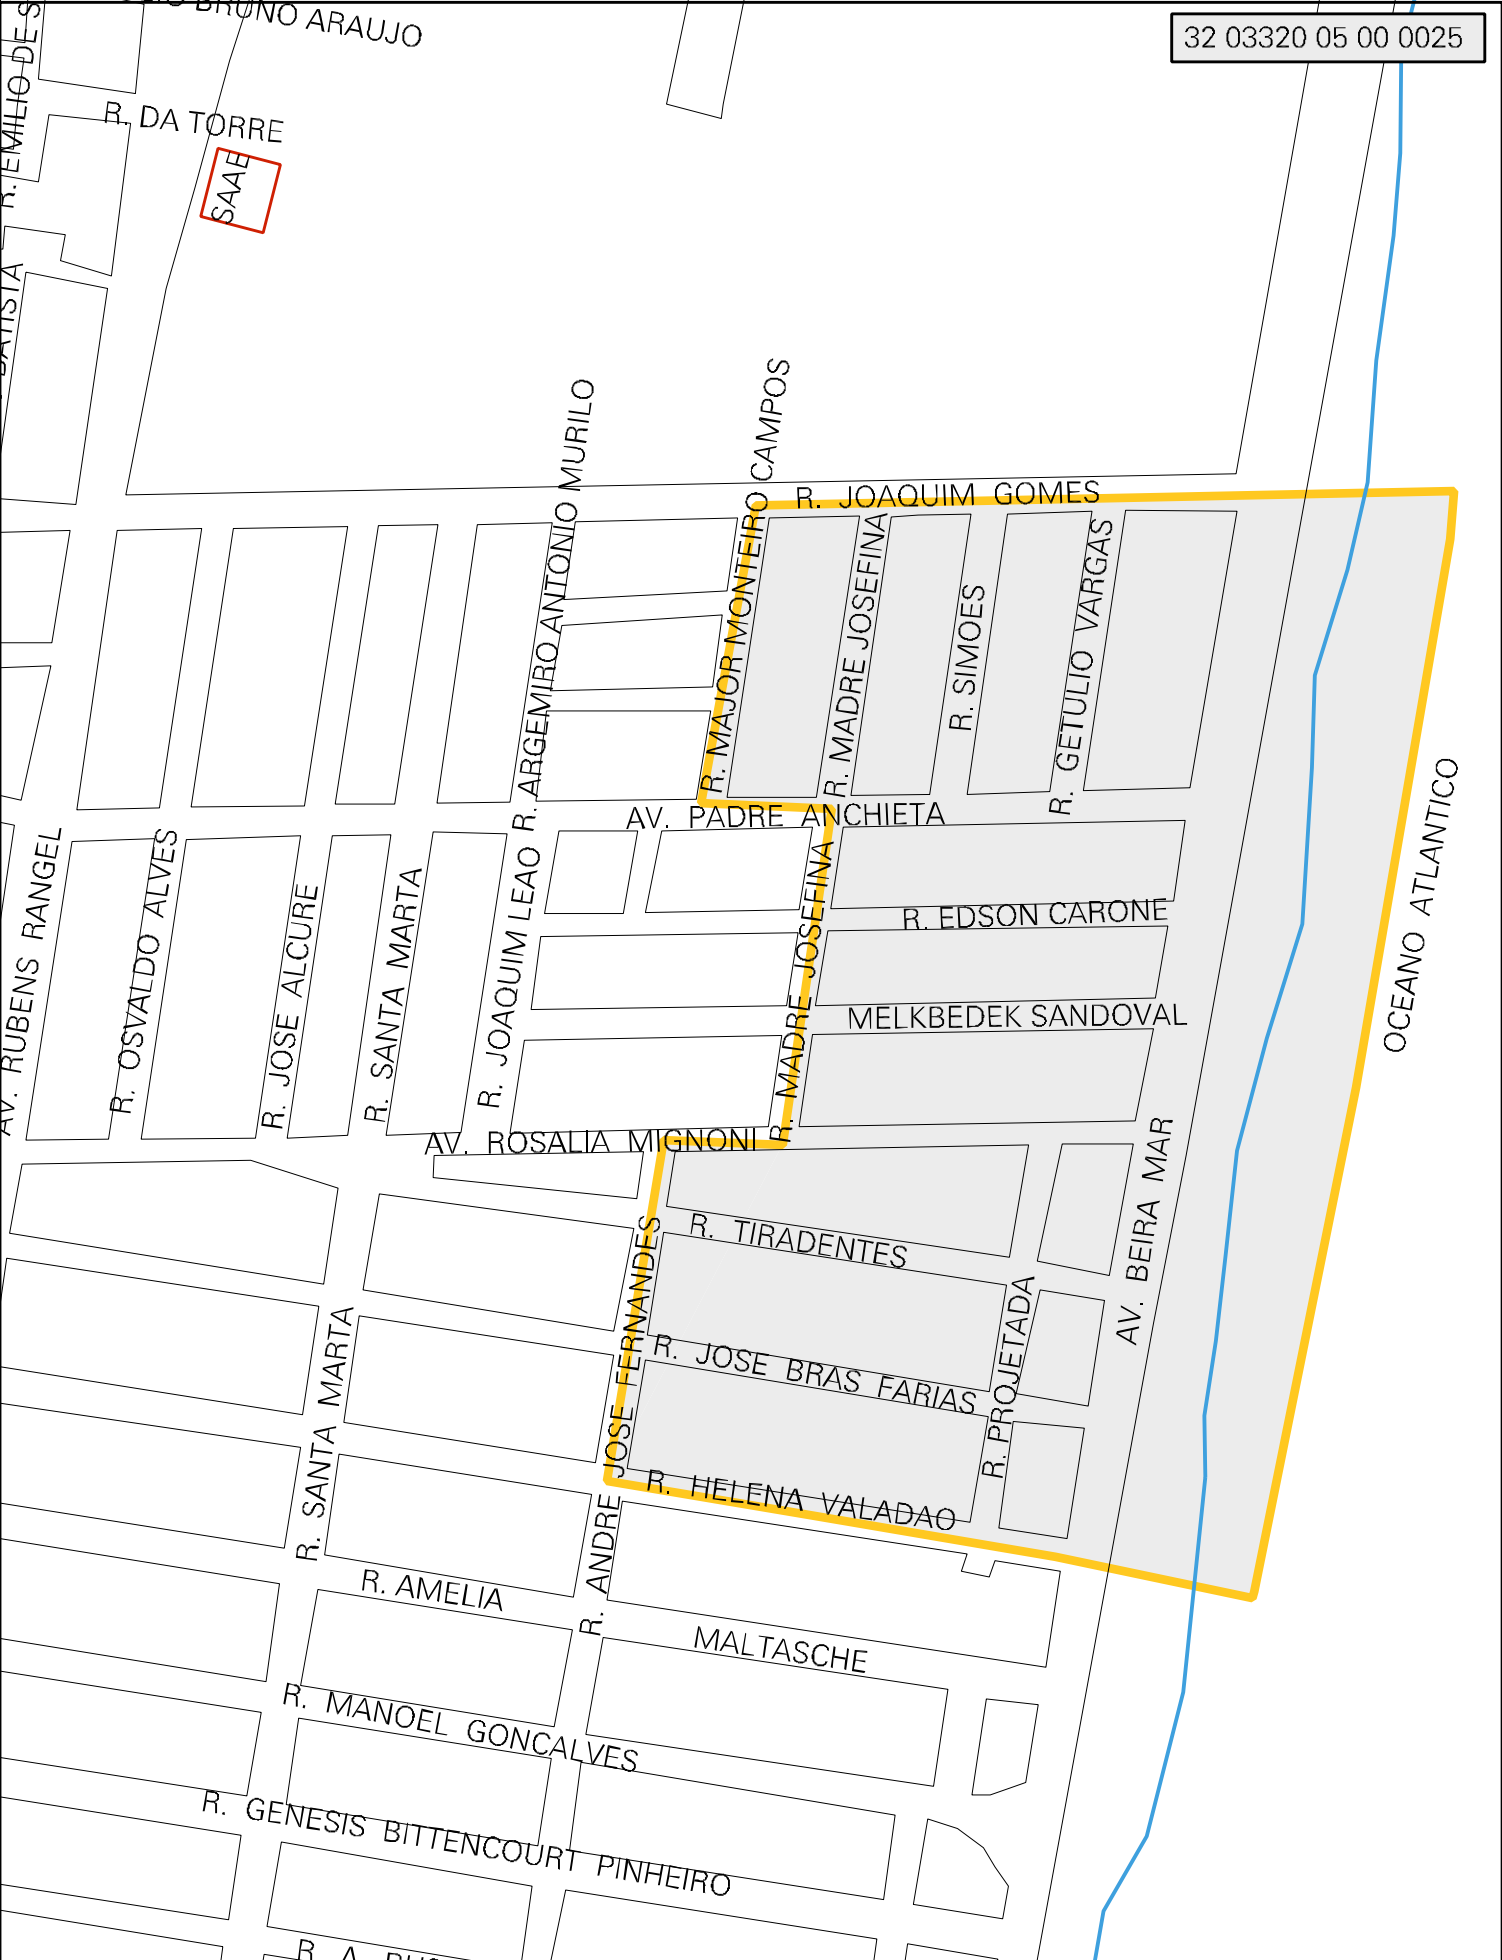 BRUNO ARAUJO
32 03320 05 00 0025
R. EMILIO DE S
R. DA TORRE
SAAE
R. ARGEMIRO ANTONIO MURILO
R. MAJOR MONTEIRO CAMPOS
R. JOAQUIM GOMES
R. MADRE JOSEFINA
R. SIMOES
R. GETULIO VARGAS
AV. PADRE ANCHIETA
OCEANO ATLANTICO
AV. RUBENS RANGEL
R. OSVALDO ALVES
R. JOSE ALCURE
R. SANTA MARTA
R. JOAQUIM LEAO
R. MADRE JOSEFINA
R. EDSON CARONE
MELKBEDEK SANDOVAL
AV. ROSALIA MIGNONI
AV. BEIRA MAR
R. TIRADENTES
R. ANDRE JOSE FERNANDES
R. JOSE BRAS FARIAS
R. PROJETADA
R. SANTA MARTA
R. HELENA VALADAO
R. AMELIA
MALTASCHE
R. MANOEL GONCALVES
R. GENESIS BITTENCOURT PINHEIRO
R. A.